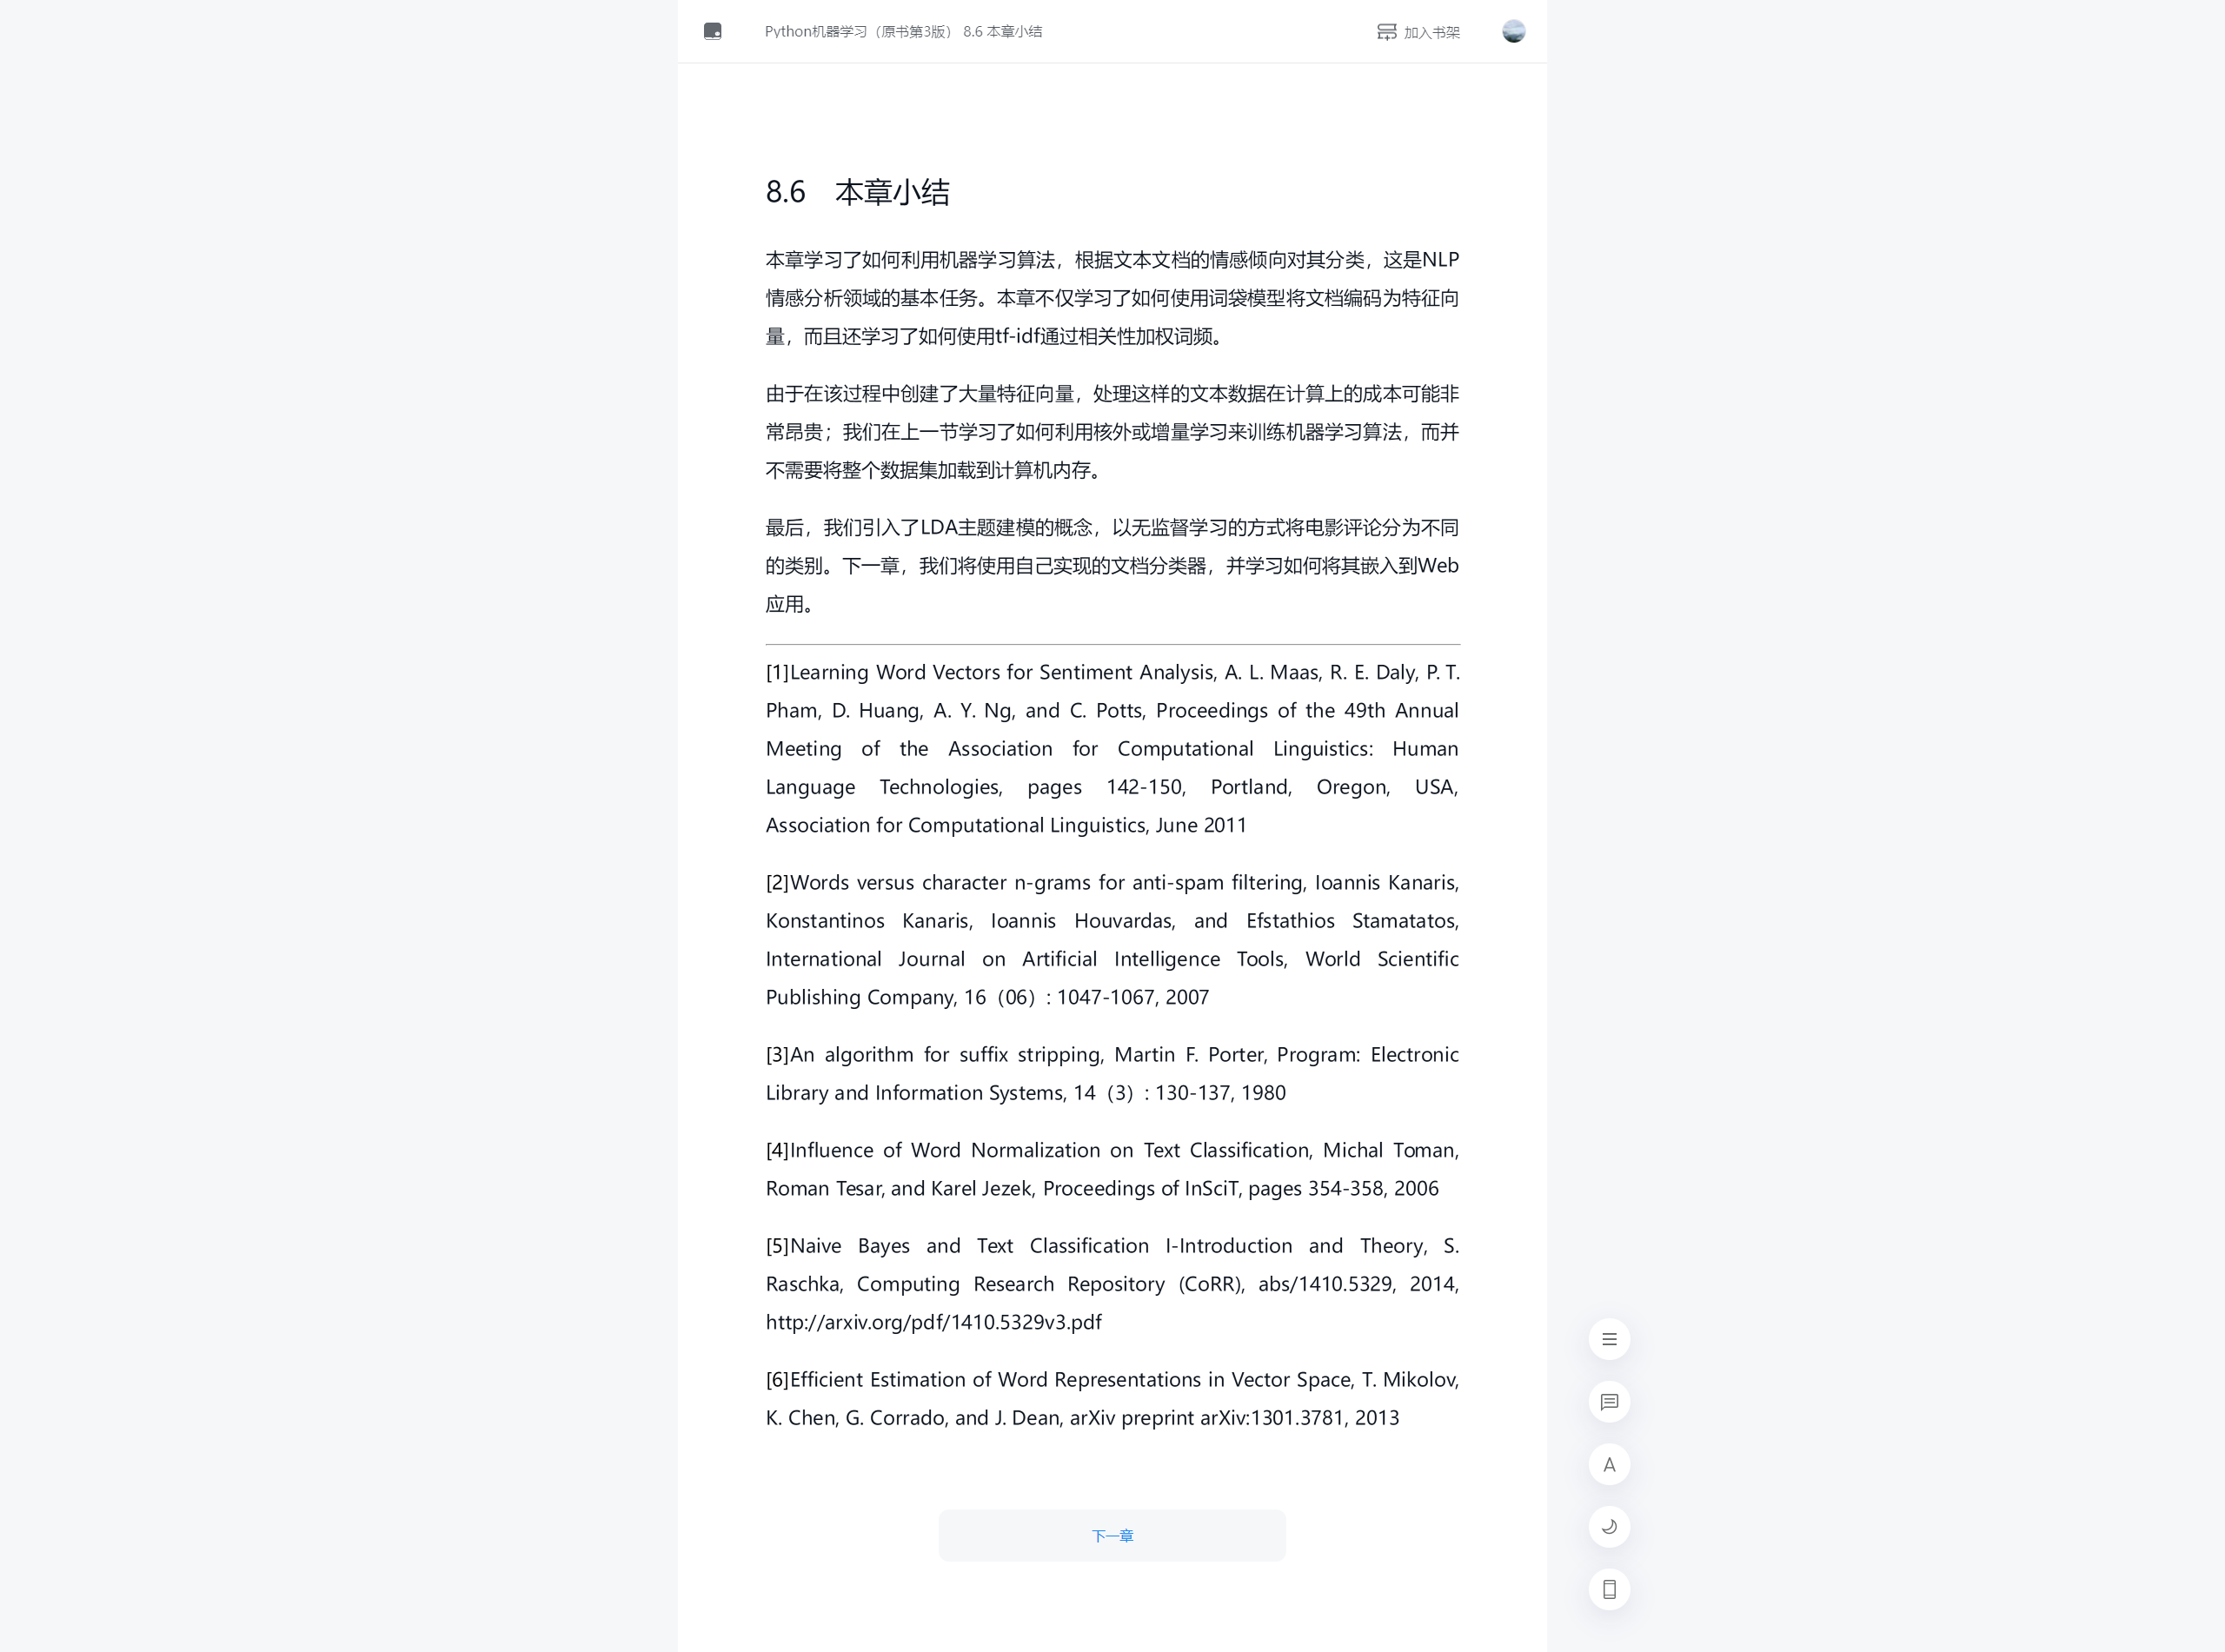 Python机器学习（原书第3版） 8.6 本章小结
加入书架
8.6 本章小结
本章学习了如何利用机器学习算法，根据文本文档的情感倾向对其分类，这是NLP
情感分析领域的基本任务。本章不仅学习了如何使用词袋模型将文档编码为特征向
量，而且还学习了如何使用tf-idf通过相关性加权词频。
由于在该过程中创建了大量特征向量，处理这样的文本数据在计算上的成本可能非
常昂贵；我们在上一节学习了如何利用核外或增量学习来训练机器学习算法，而并
不需要将整个数据集加载到计算机内存。
最后，我们引入了LDA主题建模的概念，以无监督学习的方式将电影评论分为不同
的类别。下一章，我们将使用自己实现的文档分类器，并学习如何将其嵌入到Web
应用。
[1]Learning Word Vectors for Sentiment Analysis, A. L. Maas, R. E. Daly, P. T.
Pham, D. Huang, A. Y. Ng, and C. Potts, Proceedings of the 49th Annual
Meeting of the Association for Computational Linguistics: Human
Language Technologies, pages 142-150, Portland, Oregon, USA,
Association for Computational Linguistics, June 2011
[2]Words versus character n-grams for anti-spam filtering, Ioannis Kanaris,
Konstantinos Kanaris, Ioannis Houvardas, and Efstathios Stamatatos,
International Journal on Artificial Intelligence Tools, World Scientific
Publishing Company, 16（06）: 1047-1067, 2007
[3]An algorithm for suffix stripping, Martin F. Porter, Program: Electronic
Library and Information Systems, 14（3）: 130-137, 1980
[4]Influence of Word Normalization on Text Classification, Michal Toman,
Roman Tesar, and Karel Jezek, Proceedings of InSciT, pages 354-358, 2006
[5]Naive Bayes and Text Classification I-Introduction and Theory, S.
Raschka, Computing Research Repository (CoRR), abs/1410.5329, 2014,
http://arxiv.org/pdf/1410.5329v3.pdf
[6]Efficient Estimation of Word Representations in Vector Space, T. Mikolov,
K. Chen, G. Corrado, and J. Dean, arXiv preprint arXiv:1301.3781, 2013
下一章
A